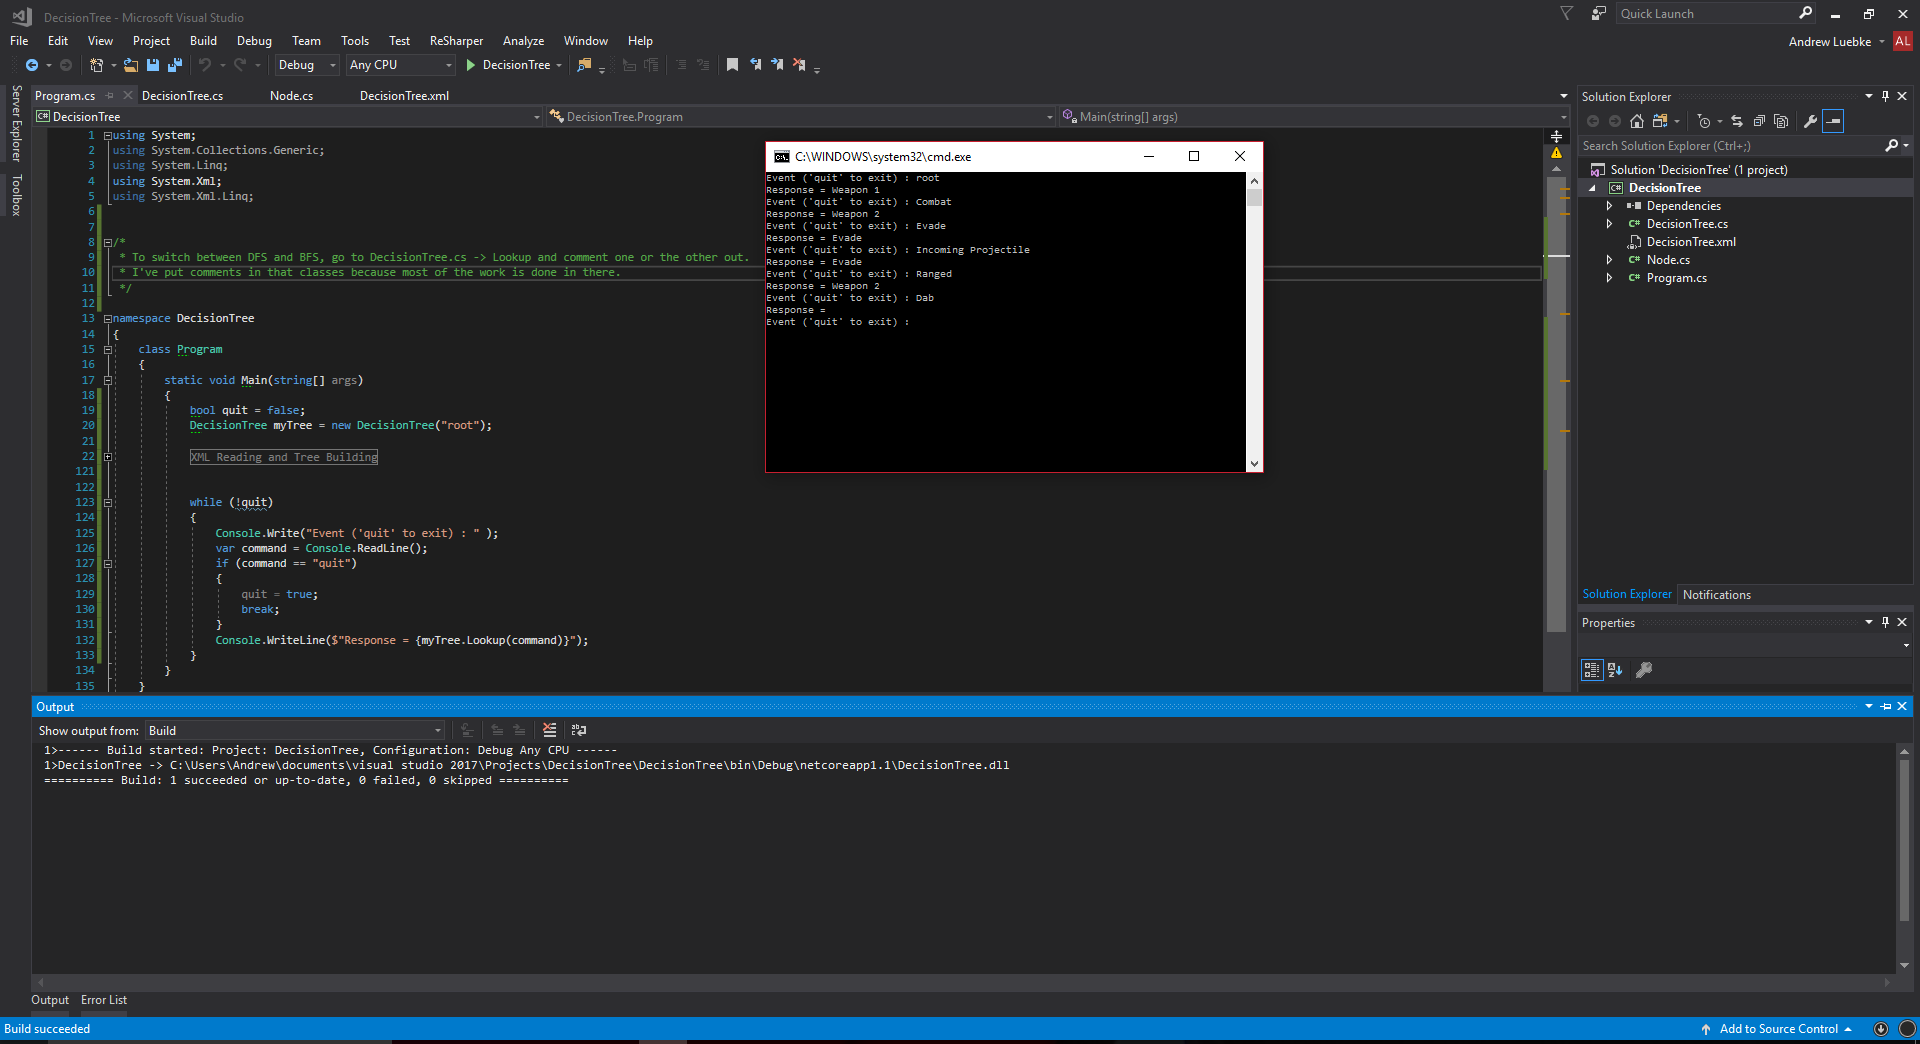 DecisionTree - Microsoft Visual Studio
Quick Launch
File Edit View Project Build Debug Team Tools Test ReSharper Analyze Window Help
Andrew Luebke AL
Debug Any CPU DecisionTree
Server Explorer
Toolbox
Program.cs DecisionTree.cs Node.cs DecisionTree.xml
C# DecisionTree DecisionTree.Program Main(string[] args)
1 using System;
2 using System.Collections.Generic;
3 using System.Linq;
4 using System.Xml;
5 using System.Xml.Linq;
6
7
8 /*
9 * To switch between DFS and BFS, go to DecisionTree.cs -> Lookup and comment one or the other out.
10 * I've put comments in that classes because most of the work is done in there.
11 */
12
13 namespace DecisionTree
14 {
15 class Program
16 {
17 static void Main(string[] args)
18 {
19 bool quit = false;
20 DecisionTree myTree = new DecisionTree("root");
21
22 XML Reading and Tree Building
121
122
123 while (!quit)
124 {
125 Console.Write("Event ('quit' to exit) : " );
126 var command = Console.ReadLine();
127 if (command == "quit")
128 {
129 quit = true;
130 break;
131 }
132 Console.WriteLine($"Response = {myTree.Lookup(command)}");
133 }
134 }
135 }
C:\WINDOWS\system32\cmd.exe
Event ('quit' to exit) : root
Response = Weapon 1
Event ('quit' to exit) : Combat
Response = Weapon 2
Event ('quit' to exit) : Evade
Response = Evade
Event ('quit' to exit) : Incoming Projectile
Response = Evade
Event ('quit' to exit) : Ranged
Response = Weapon 2
Event ('quit' to exit) : Dab
Response =
Event ('quit' to exit) :
Solution Explorer
Search Solution Explorer (Ctrl+;)
Solution 'DecisionTree' (1 project)
C# DecisionTree
Dependencies
C# DecisionTree.cs
DecisionTree.xml
C# Node.cs
C# Program.cs
Solution Explorer Notifications
Properties
Output
Show output from: Build
1>------ Build started: Project: DecisionTree, Configuration: Debug Any CPU ------
1>DecisionTree -> C:\Users\Andrew\documents\visual studio 2017\Projects\DecisionTree\DecisionTree\bin\Debug\netcoreapp1.1\DecisionTree.dll
========== Build: 1 succeeded or up-to-date, 0 failed, 0 skipped ==========
Output Error List
Build succeeded
Add to Source Control